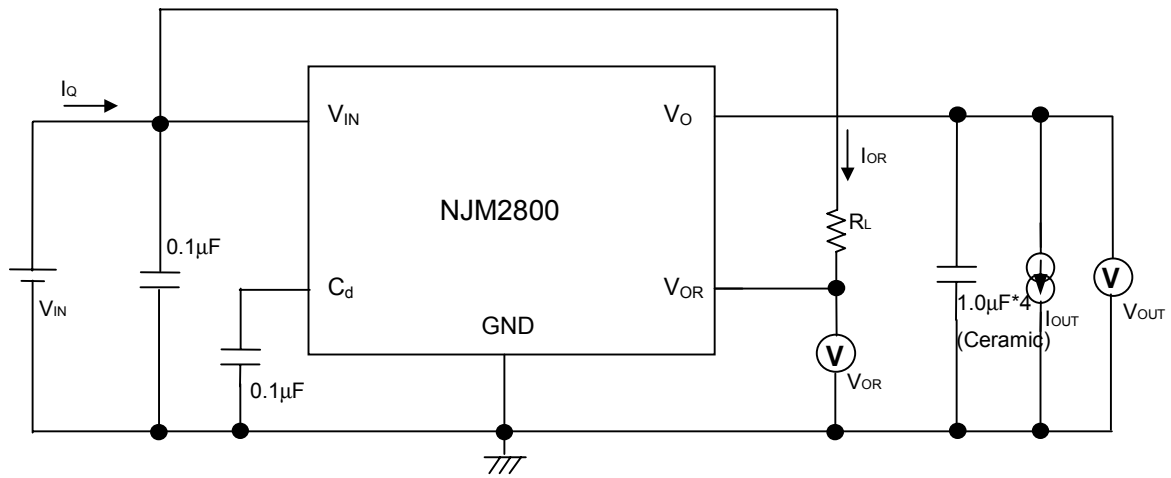 IQ
VIN
VO
IOR
NJM2800
RL
0.1μF
VIN
Cd
VOR
1.0μF*4
(Ceramic)
IOUT
V
VOUT
GND
V
VOR
0.1μF